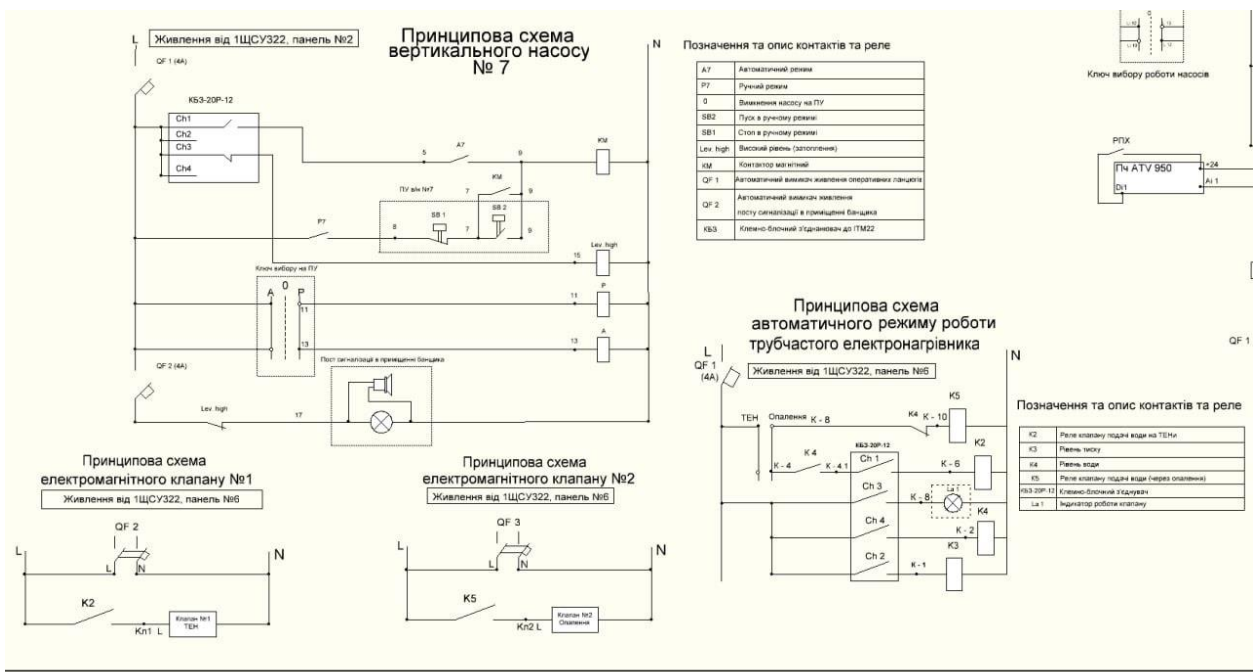 Принципова схема
вертикального насосу
№ 7
L
Живлення від 1ЩСУ322, панель №2
N
QF 1 (4A)
КБЗ-20Р-12
Ch1
Ch2
Ch3
Ch4
5
A7
9
КМ
ПУ в/н №7
7
КМ
9
SB 1
SB 2
P7
8
7
9
Lev. high
15
Ключ вибору на ПУ
A
0
P
11
13
11
P
13
A
QF 2 (4A)
Пост сигналізації в приміщенні банщика
Lev. high
17
Позначення та опис контактів та реле
A7 Автоматичний режим
P7 Ручний режим
0 Вимкнення насосу на ПУ
SB2 Пуск в ручному режимі
SB1 Стоп в ручному режимі
Lev. high Високий рівень (затоплення)
КМ Контактор магнітний
QF 1 Автоматичний вимикач живлення оперативних ланцюгів
QF 2 Автоматичний вимикач живлення
посту сигналізації в приміщенні банщика
КБЗ Клемно-блочний з'єднановач до ІТМ22
Ключ вибору роботи насосів
РПХ
Пч ATV 950
+24
Di1
Ai 1
QF 1
Принципова схема
електромагнітного клапану №1
Живлення від 1ЩСУ322, панель №6
QF 2
L
N
L
N
K2
Кл1 L
Клапан №1
ТЕН
Принципова схема
електромагнітного клапану №2
Живлення від 1ЩСУ322, панель №6
QF 3
L
N
L
N
K5
Кл2 L
Клапан №2
Опалення
Принципова схема
автоматичного режиму роботи
трубчастого електронагрівника
L
N
QF 1
(4A)
Живлення від 1ЩСУ322, панель №6
ТЕН
Опалення
К - 8
К4
К - 10
K5
КБЗ-20Р-12
K2
К 4
К - 4
К - 4.1
Ch 1
К - 6
Ch 3
К - 8
La 1
K4
Ch 4
К - 2
K3
Ch 2
К - 1
Позначення та опис контактів та реле
К2 Реле клапану подачі води на ТЕНи
К3 Рівень тиску
К4 Рівень води
К5 Реле клапану подачі води (через опалення)
КБЗ-20Р-12 Клемно-блочний з'єднувач
La 1 Індикатор роботи клапану